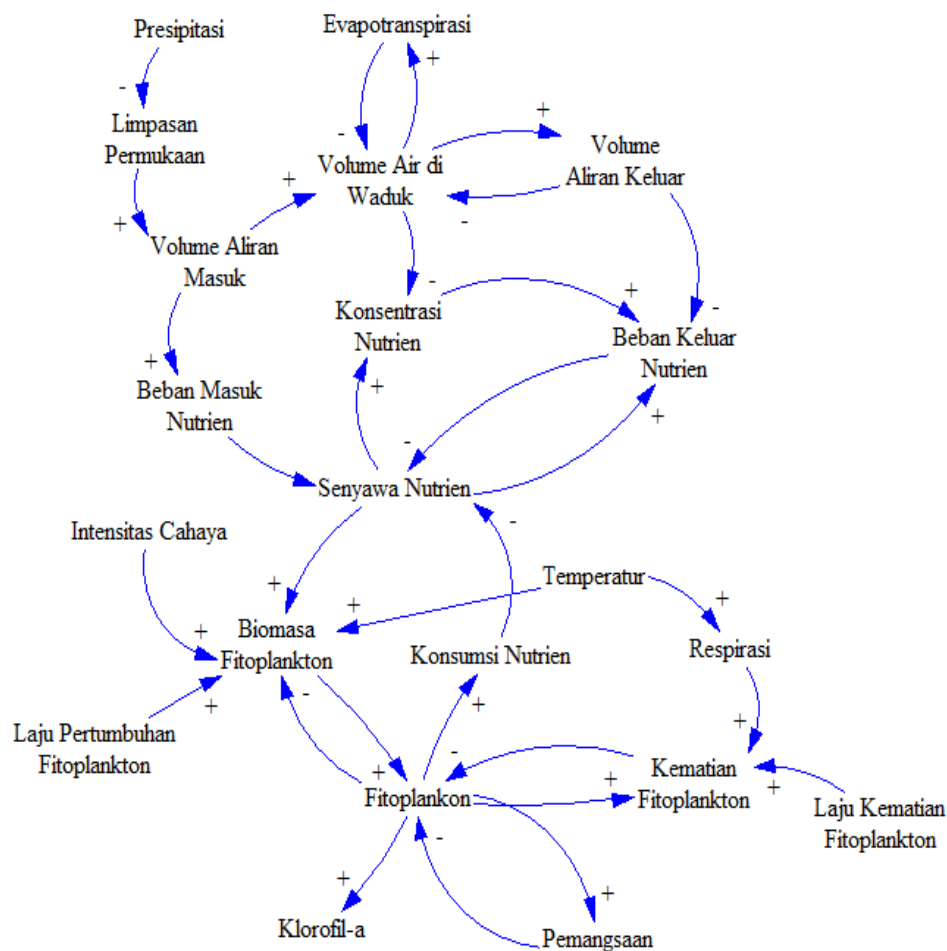 Presipitasi
Evapotranspirasi
+
-
+
-
Limpasan
Permukaan
Volume Air di
Waduk
Volume
Aliran Keluar
+
+
-
Volume Aliran
Masuk
-
+
-
Konsentrasi
Nutrien
Beban Keluar
Nutrien
+
Beban Masuk
Nutrien
+
+
-
Senyawa Nutrien
-
Intensitas Cahaya
Temperatur
+
+
+
+
Biomasa
Fitoplankton
Konsumsi Nutrien
Respirasi
-
+
+
+
Laju Pertumbuhan
Fitoplankton
-
+
+
+
Fitoplankon
Kematian
Fitoplankton
Laju Kematian
Fitoplankton
-
+
+
Klorofil-a
Pemangsaan